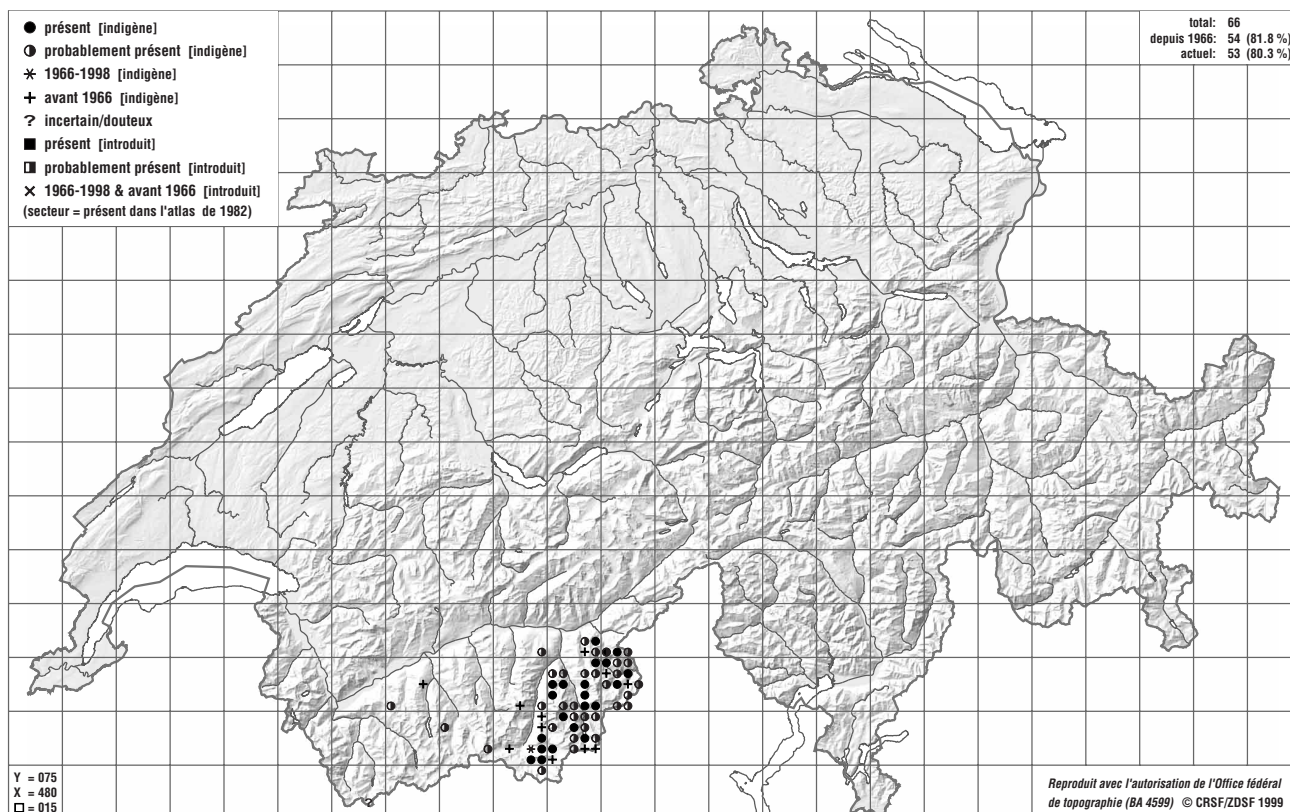 ● présent [indigène]
◑ probablement présent [indigène]
✳ 1966-1998 [indigène]
+ avant 1966 [indigène]
? incertain/douteux
■ présent [introduit]
◨ probablement présent [introduit]
× 1966-1998 & avant 1966 [introduit]
(secteur = présent dans l'atlas de 1982)
total: 66
depuis 1966: 54 (81.8 %)
actuel: 53 (80.3 %)
?
Y = 075
X = 480
□ = 015
Reproduit avec l'autorisation de l'Office fédéral
de topographie (BA 4599) © CRSF/ZDSF 1999